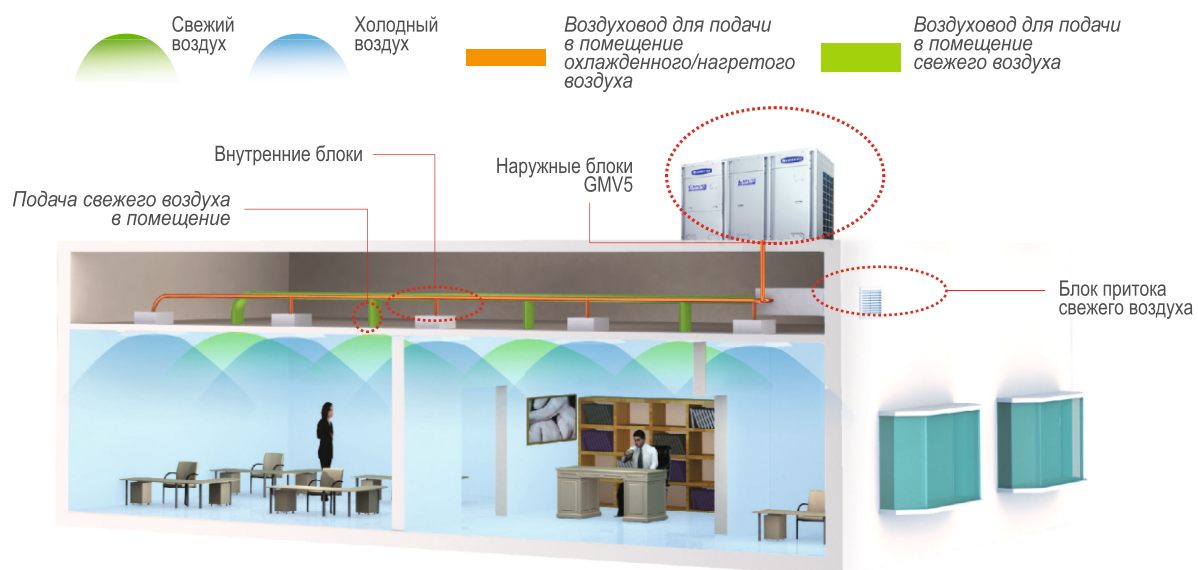 Свежий
воздух
Холодный
воздух
Воздуховод для подачи
в помещение
охлажденного/нагретого
воздуха
Воздуховод для подачи
в помещение
свежего воздуха
Внутренние блоки
Наружные блоки
GMV5
Подача свежего воздуха
в помещение
Блок притока
свежего воздуха